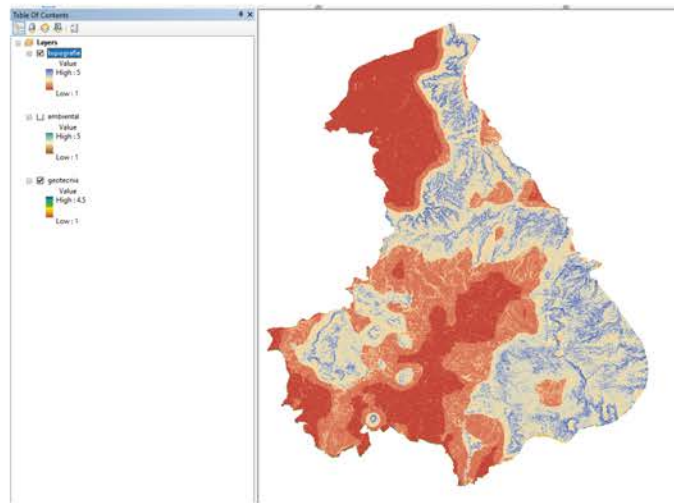 Table Of Contents
Layers
topografia
Value
High : 5
Low : 1
ambiental
Value
High : 5
Low : 1
geotecnia
Value
High : 4.5
Low : 1